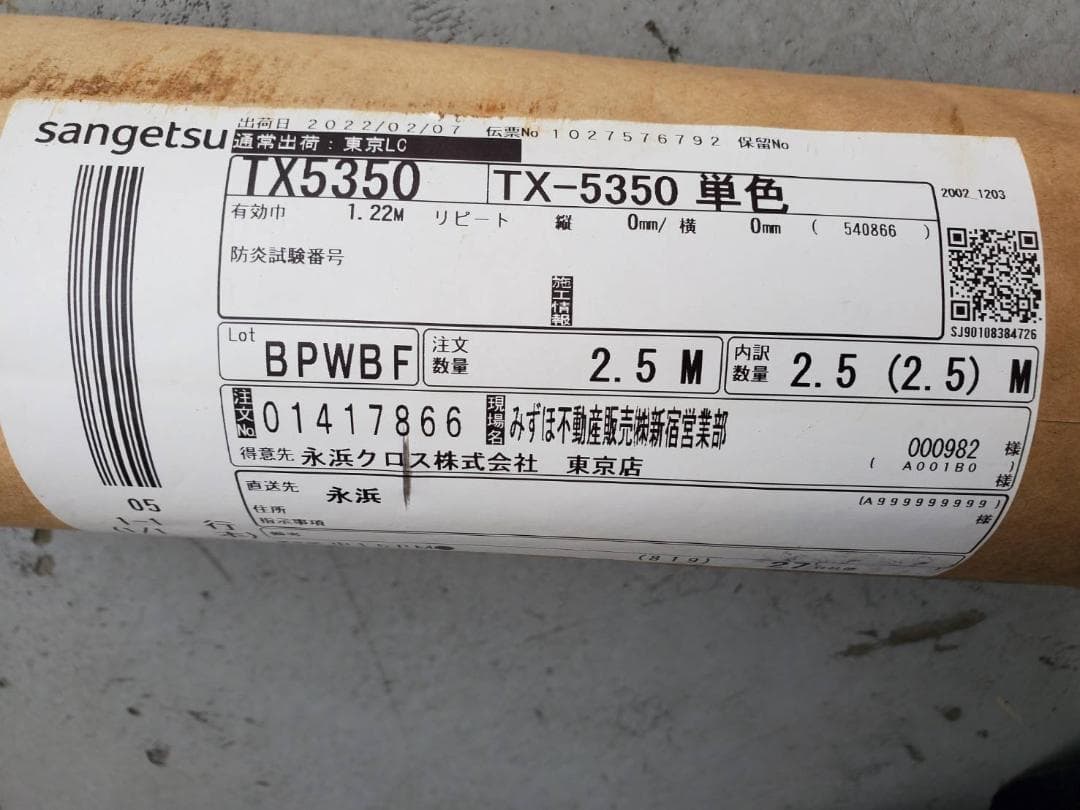 sangetsu
出荷日 2022/02/07 伝票No 1027576792 保留No
通常出荷：東京LC
TX5350 TX-5350 単色
2002_1203
有効巾 1.22M リピート 縦 0mm/ 横 0mm ( 540866 )
防炎試験番号
施工情報
SJ90108384726
Lot BPWBF 注文数量 2.5 M 内訳数量 2.5 (2.5) M
注文No 01417866 現場名 みずほ不動産販売㈱新宿営業部 000982 様
得意先 永浜クロス株式会社 東京店 ( A001B0 ) 様
直送先 永浜 (A999999999)
住所 様
指示事項
05
1-1 行
(819)